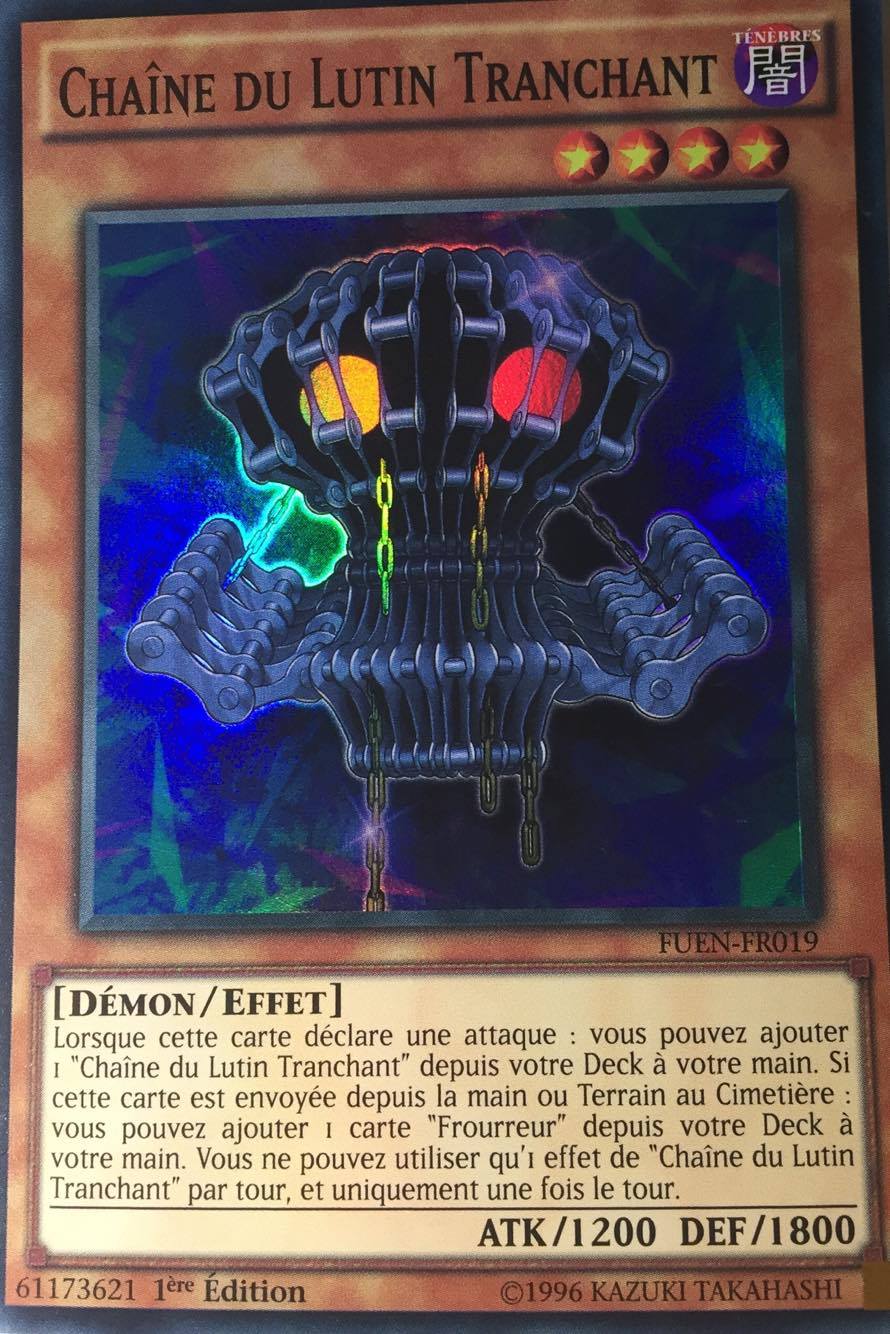 Chaîne du Lutin Tranchant
TÉNÈBRES
闇
FUEN-FR019
[Démon/Effet]
Lorsque cette carte déclare une attaque : vous pouvez ajouter
1 "Chaîne du Lutin Tranchant" depuis votre Deck à votre main. Si
cette carte est envoyée depuis la main ou Terrain au Cimetière :
vous pouvez ajouter 1 carte "Frourreur" depuis votre Deck à
votre main. Vous ne pouvez utiliser qu'1 effet de "Chaîne du Lutin
Tranchant" par tour, et uniquement une fois le tour.
ATK/1200 DEF/1800
61173621 1ère Édition ©1996 KAZUKI TAKAHASHI